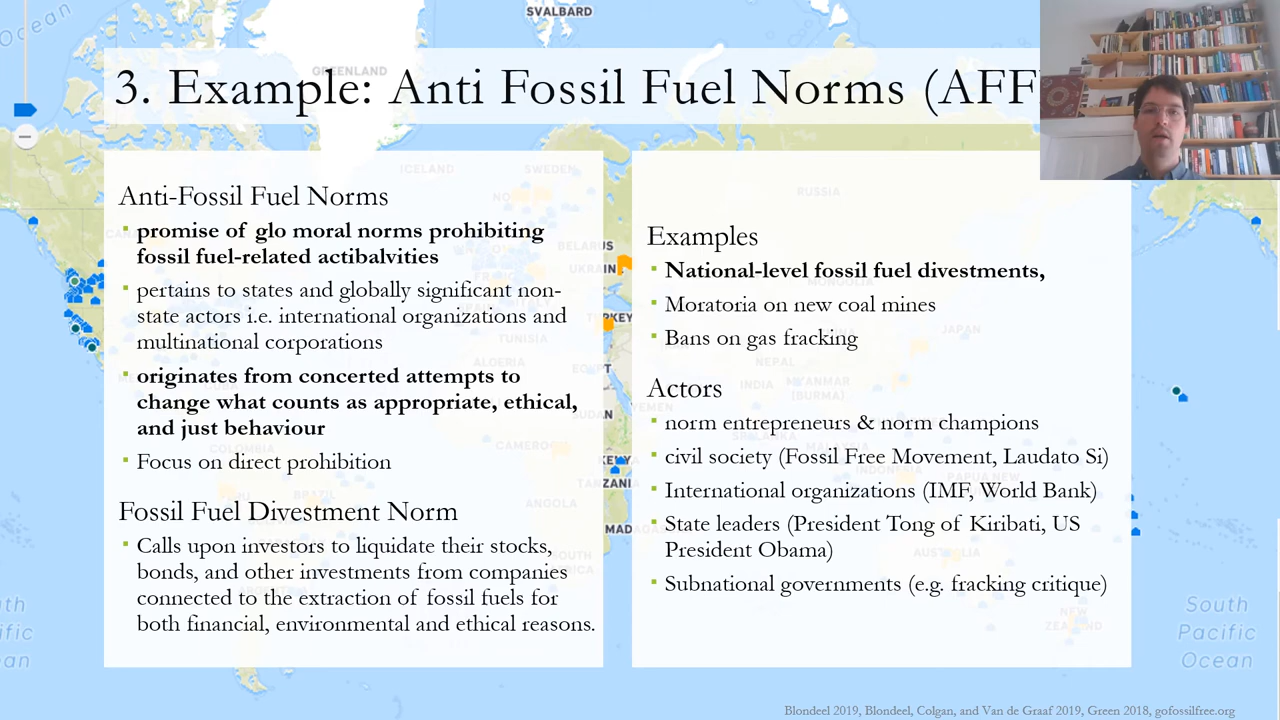 SVALBARD
GREENLAND
3. Example: Anti Fossil Fuel Norms (AFF
ICELAND
SWEDEN
RUSSIA
Anti-Fossil Fuel Norms
promise of glo moral norms prohibiting
fossil fuel-related actibalvities
pertains to states and globally significant non-
state actors i.e. international organizations and
multinational corporations
originates from concerted attempts to
change what counts as appropriate, ethical,
and just behaviour
Focus on direct prohibition
Fossil Fuel Divestment Norm
Calls upon investors to liquidate their stocks,
bonds, and other investments from companies
connected to the extraction of fossil fuels for
both financial, environmental and ethical reasons.
BELARUS
UKRAINE
TURKEY
TUNISIA
ALGERIA
SUDAN
CAMEROON
KENYA
TANZANI
ANGOLA
MADAG
COLOMBIA
BRAZIL
Examples
National-level fossil fuel divestments,
Moratoria on new coal mines
Bans on gas fracking
Actors
norm entrepreneurs & norm champions
civil society (Fossil Free Movement, Laudato Si)
International organizations (IMF, World Bank)
State leaders (President Tong of Kiribati, US
President Obama)
Subnational governments (e.g. fracking critique)
MONGOLIA
JAPAN
NEPAL
INDIA
MYANMAR
(BURMA)
YEMEN
PAPUA NEW
AUSTRALIA
NEW
ZEALAND
South
Pacific
Ocean
Blondeel 2019, Blondeel, Colgan, and Van de Graaf 2019, Green 2018, gofossilfree.org